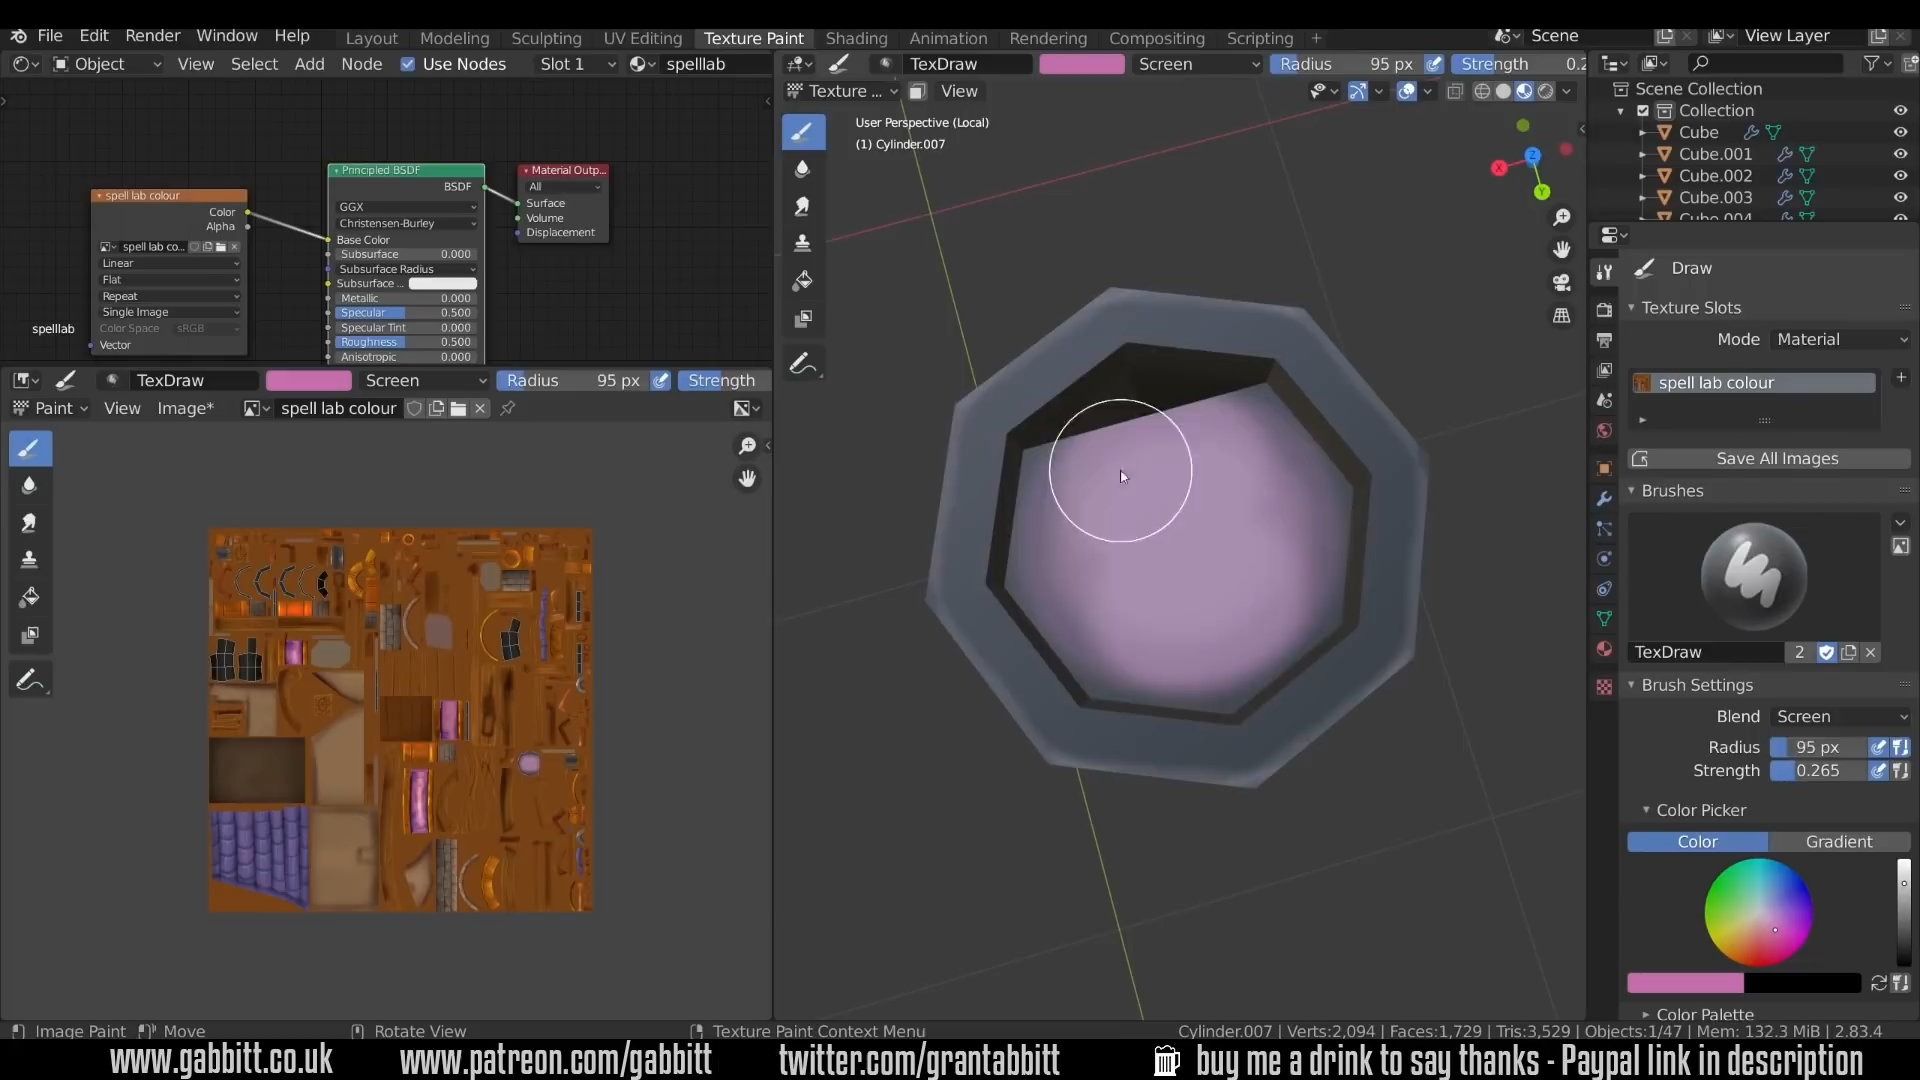 File Edit Render Window Help Layout Modeling Sculpting UV Editing Texture Paint Shading Animation Rendering Compositing Scripting + Scene View Layer
Object View Select Add Node Use Nodes Slot 1 spelllab
TexDraw Screen Radius 95 px Strength 0.2
Texture ... View
User Perspective (Local)
(1) Cylinder.007
X Z Y
spell lab colour
Color
Alpha
spell lab co...
Linear
Flat
Repeat
Single Image
Color Space sRGB
Vector
spelllab
Principled BSDF
BSDF
GGX
Christensen-Burley
Base Color
Subsurface 0.000
Subsurface Radius
Subsurface ...
Metallic 0.000
Specular 0.500
Specular Tint 0.000
Roughness 0.500
Anisotropic 0.000
Material Outp...
All
Surface
Volume
Displacement
TexDraw Screen Radius 95 px Strength
Paint View Image* spell lab colour
Scene Collection
Collection
Cube
Cube.001
Cube.002
Cube.003
Cube.004
Draw
Texture Slots
Mode Material
spell lab colour
Save All Images
Brushes
TexDraw 2
Brush Settings
Blend Screen
Radius 95 px
Strength 0.265
Color Picker
Color Gradient
Color Palette
Image Paint Move Rotate View Texture Paint Context Menu Cylinder.007 | Verts:2,094 | Faces:1,729 | Tris:3,529 | Objects:1/47 | Mem: 132.3 MiB | 2.83.4
www.gabbitt.co.uk www.patreon.com/gabbitt twitter.com/grantabbitt buy me a drink to say thanks - Paypal link in description